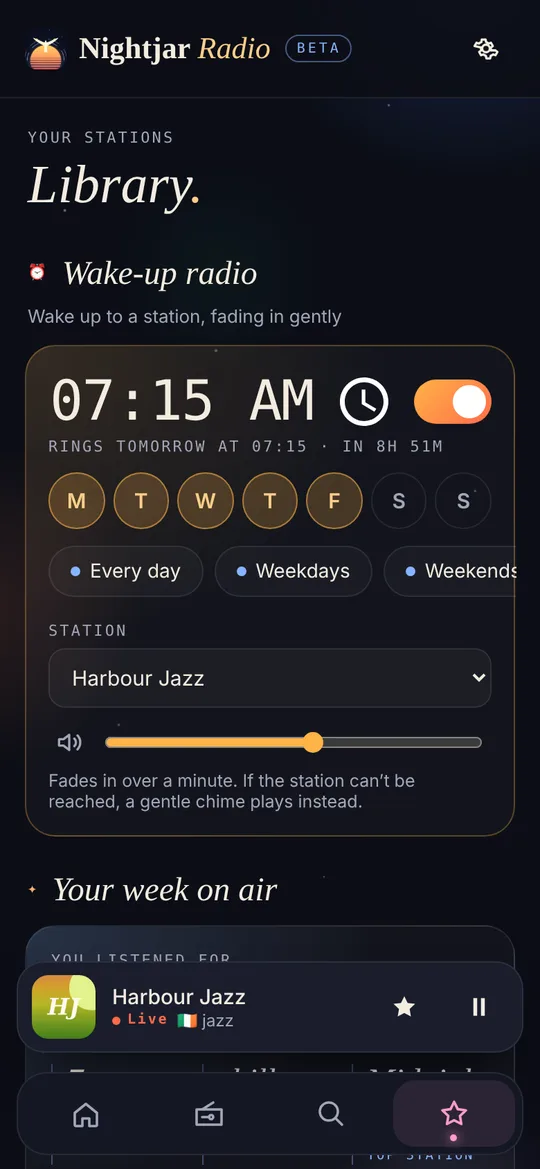 Nightjar Radio BETA
YOUR STATIONS
Library.
Wake-up radio
Wake up to a station, fading in gently
07:15 AM
RINGS TOMORROW AT 07:15 · IN 8H 51M
M T W T F S S
Every day Weekdays Weekends
STATION
Harbour Jazz
Fades in over a minute. If the station can’t be
reached, a gentle chime plays instead.
Your week on air
YOU LISTENED FOR
HJ
Harbour Jazz
Live jazz
TOP STATION